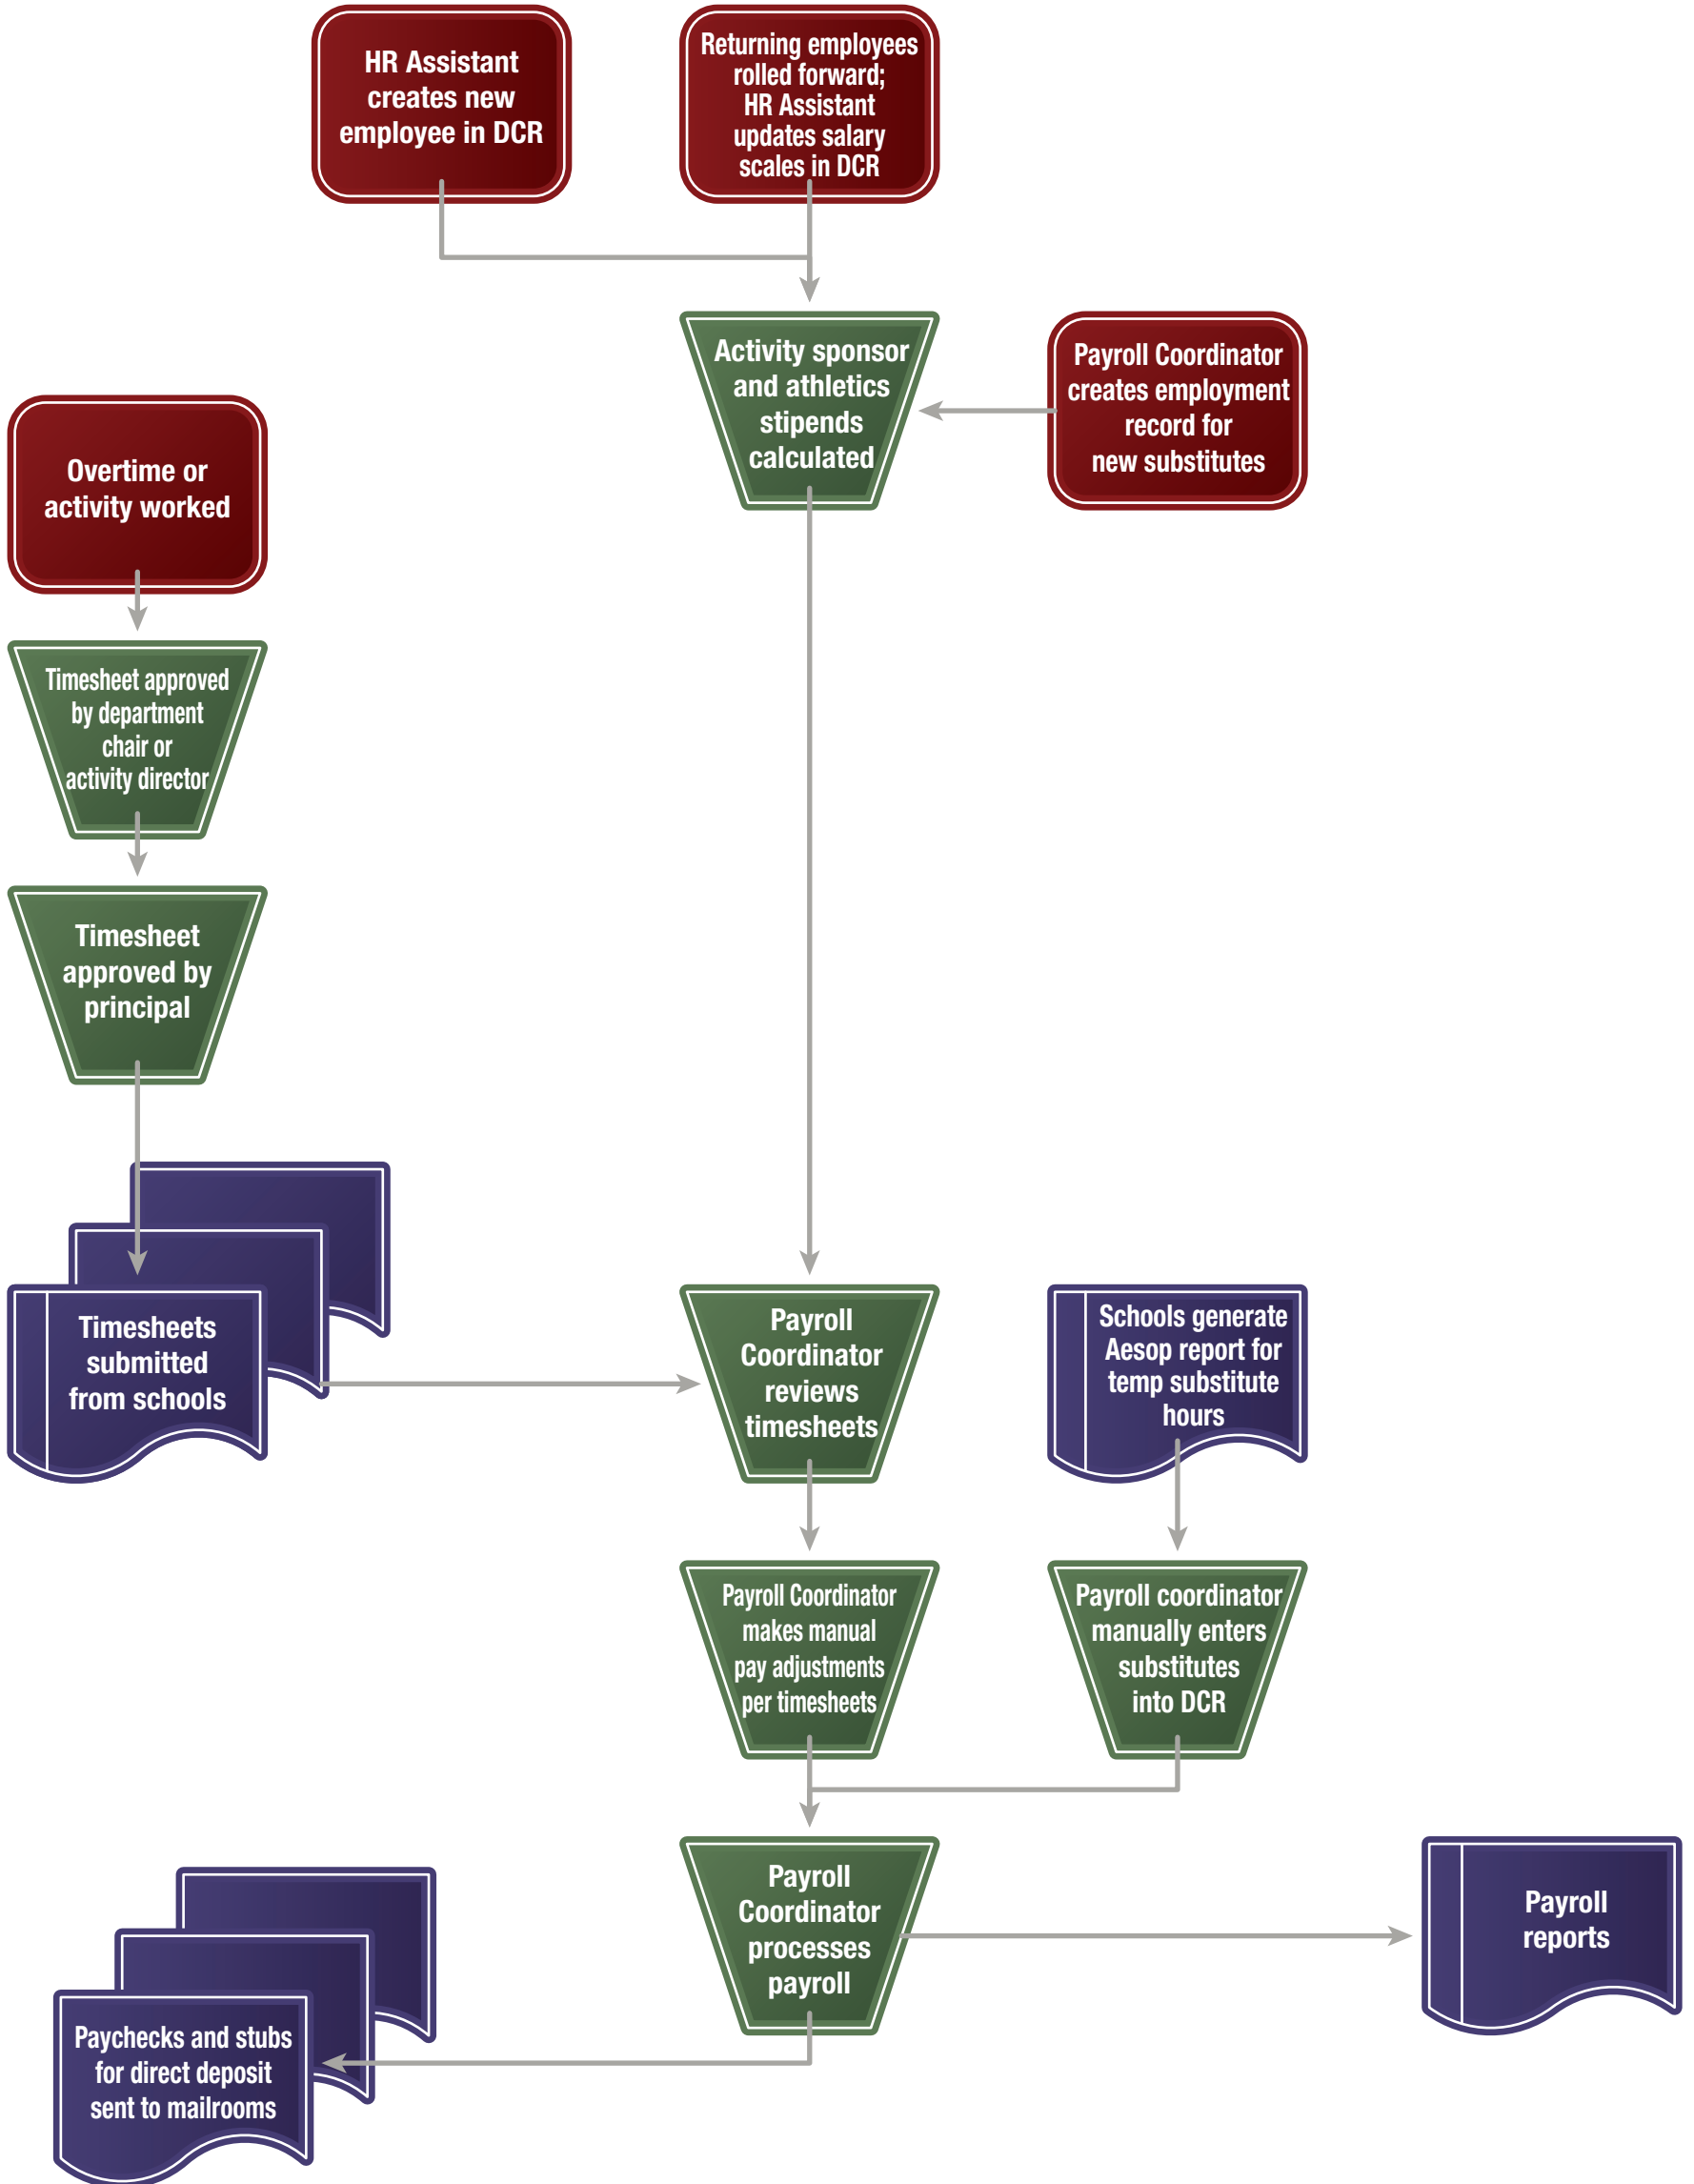 HR Assistant
creates new
employee in DCR
Returning employees
rolled forward;
HR Assistant
updates salary
scales in DCR
Activity sponsor
and athletics
stipends
calculated
Payroll Coordinator
creates employment
record for
new substitutes
Overtime or
activity worked
Timesheet approved
by department
chair or
activity director
Timesheet
approved by
principal
Timesheets
submitted
from schools
Payroll
Coordinator
reviews
timesheets
Schools generate
Aesop report for
temp substitute
hours
Payroll Coordinator
makes manual
pay adjustments
per timesheets
Payroll coordinator
manually enters
substitutes
into DCR
Payroll
Coordinator
processes
payroll
Payroll
reports
Paychecks and stubs
for direct deposit
sent to mailrooms